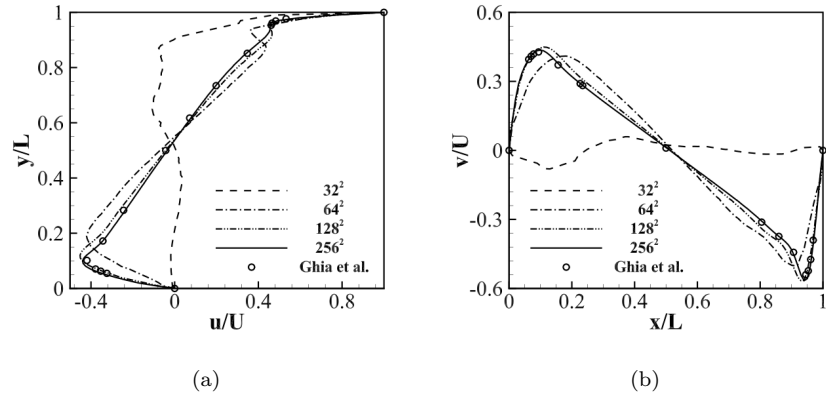 1
0.8
0.6
0.4
0.2
0
y/L
-0.4 0 0.4 0.8
u/U
32²
64²
128²
256²
Ghia et al.
(a)
0.6
0.3
0
-0.3
-0.6
v/U
0 0.2 0.4 0.6 0.8 1
x/L
32²
64²
128²
256²
Ghia et al.
(b)